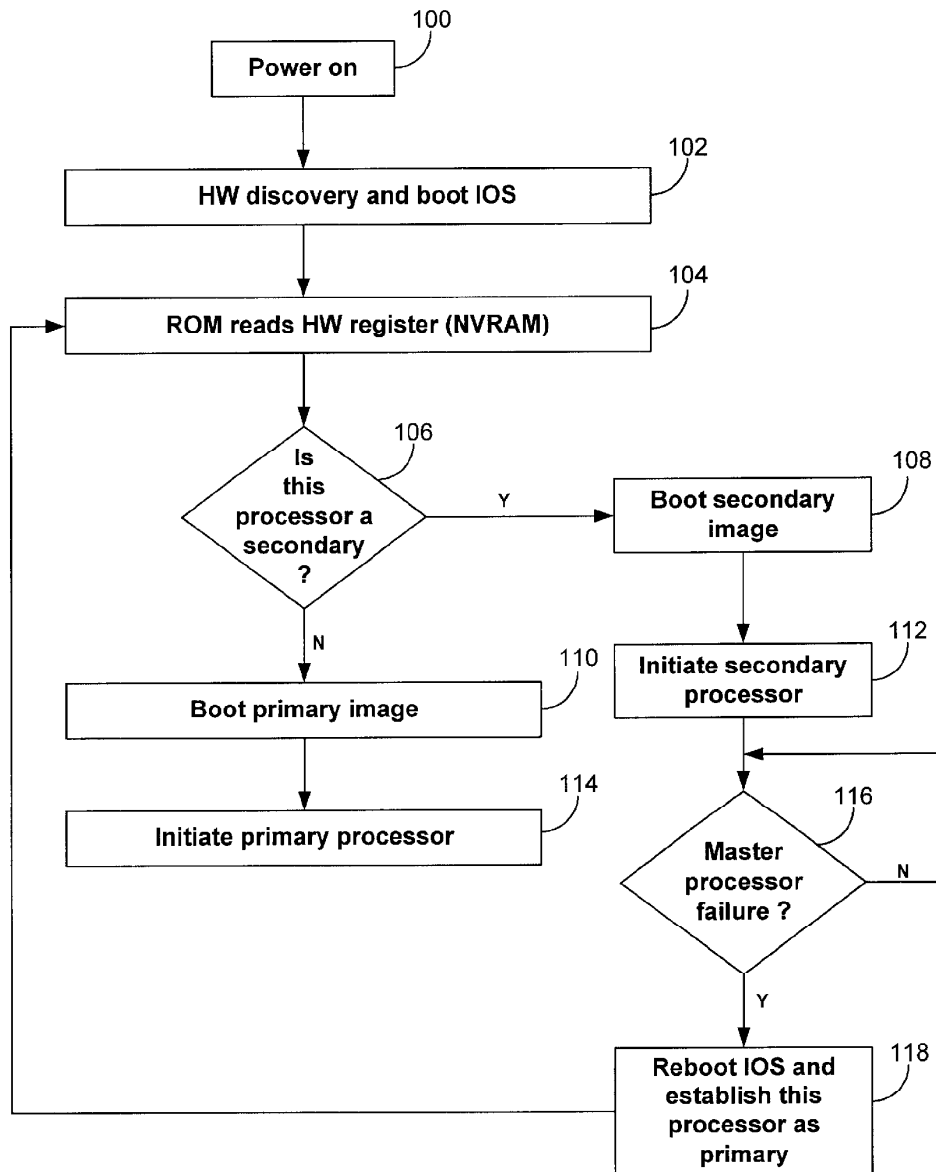 100
Power on
102
HW discovery and boot IOS
104
ROM reads HW register (NVRAM)
106
Is
this
processor a
secondary
?
Y
N
108
Boot secondary
image
110
Boot primary image
112
Initiate secondary
processor
114
Initiate primary processor
116
Master
processor
failure ?
N
Y
118
Reboot IOS and
establish this
processor as
primary